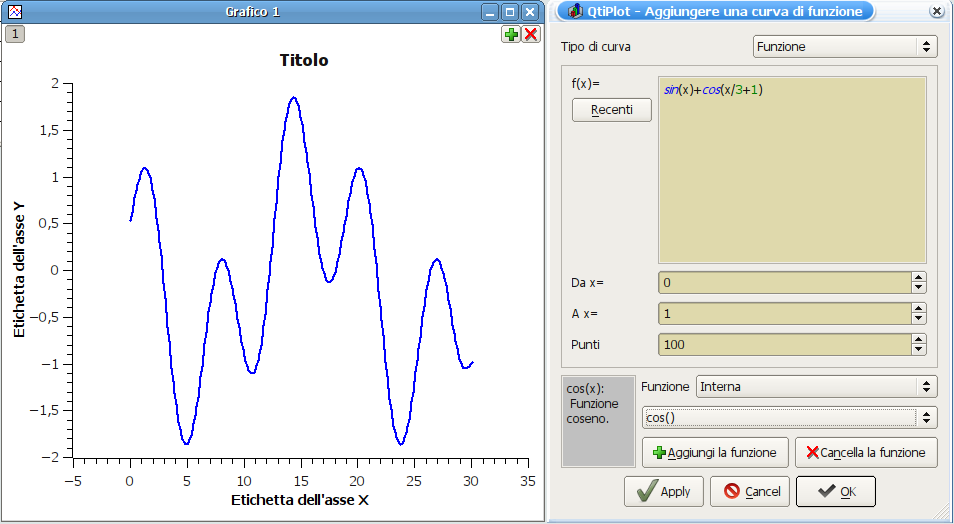 Grafico 1
1
Titolo
2
1,5
1
0,5
0
−0,5
−1
−1,5
−2
Etichetta dell'asse Y
−5
0
5
10
15
20
25
30
35
Etichetta dell'asse X
QtiPlot - Aggiungere una curva di funzione
Tipo di curva
Funzione
f(x)=
Recenti
sin(x)+cos(x/3+1)
Da x=
0
A x=
1
Punti
100
cos(x):
Funzione
coseno.
Funzione
Interna
cos()
Aggiungi la funzione
Cancella la funzione
Apply
Cancel
OK